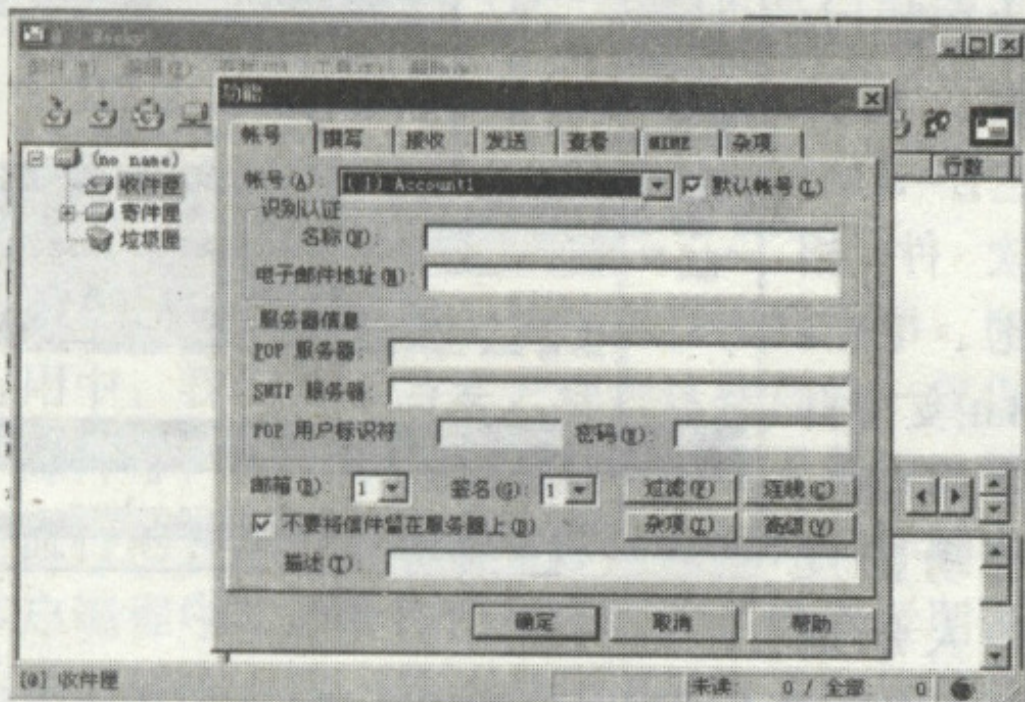 帐号 撰写 接收 发送 查看 MIME 杂项
(no name)
收件匣
寄件匣
垃圾匣
行数
帐号(A): (1) Account1 默认帐号(L)
识别认证
名称(N):
电子邮件地址(M):
服务器信息
POP 服务器:
SMTP 服务器:
POP 用户标识符 密码(W):
邮箱(B): 1 签名(G): 1 过滤(F) 连线(C)
不要将信件留在服务器上(D) 杂项(I) 高级(V)
描述(T):
确定 取消 帮助
[0] 收件匣 未读: 0 / 全部: 0